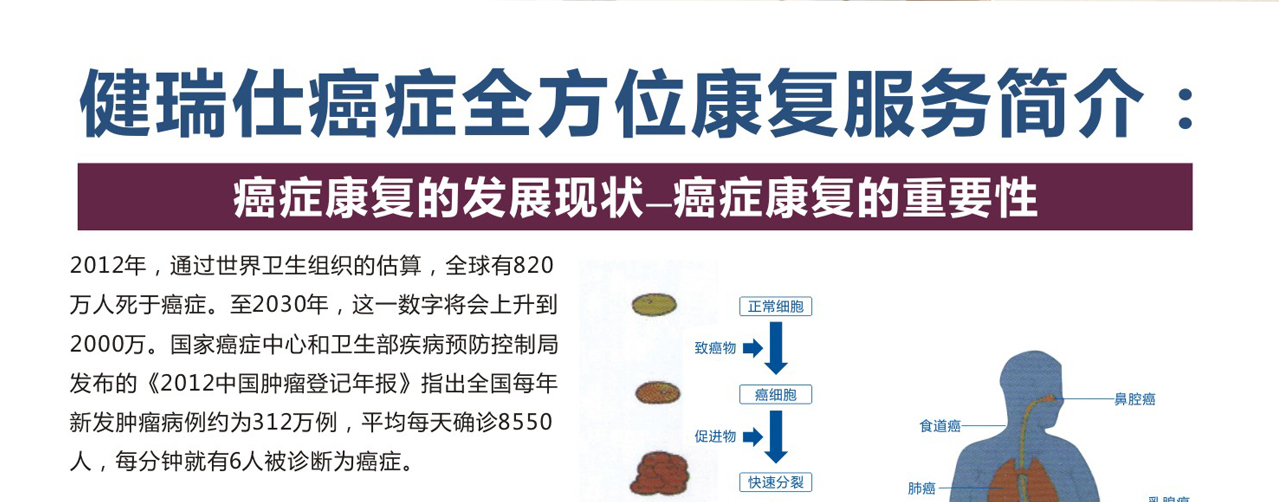 健瑞仕癌症全方位康复服务简介：
癌症康复的发展现状—癌症康复的重要性
2012年，通过世界卫生组织的估算，全球有820
万人死于癌症。至2030年，这一数字将会上升到
2000万。国家癌症中心和卫生部疾病预防控制局
发布的《2012中国肿瘤登记年报》指出全国每年
新发肿瘤病例约为312万例，平均每天确诊8550
人，每分钟就有6人被诊断为癌症。
正常细胞
致癌物
癌细胞
促进物
快速分裂
鼻腔癌
食道癌
肺癌
乳腺癌